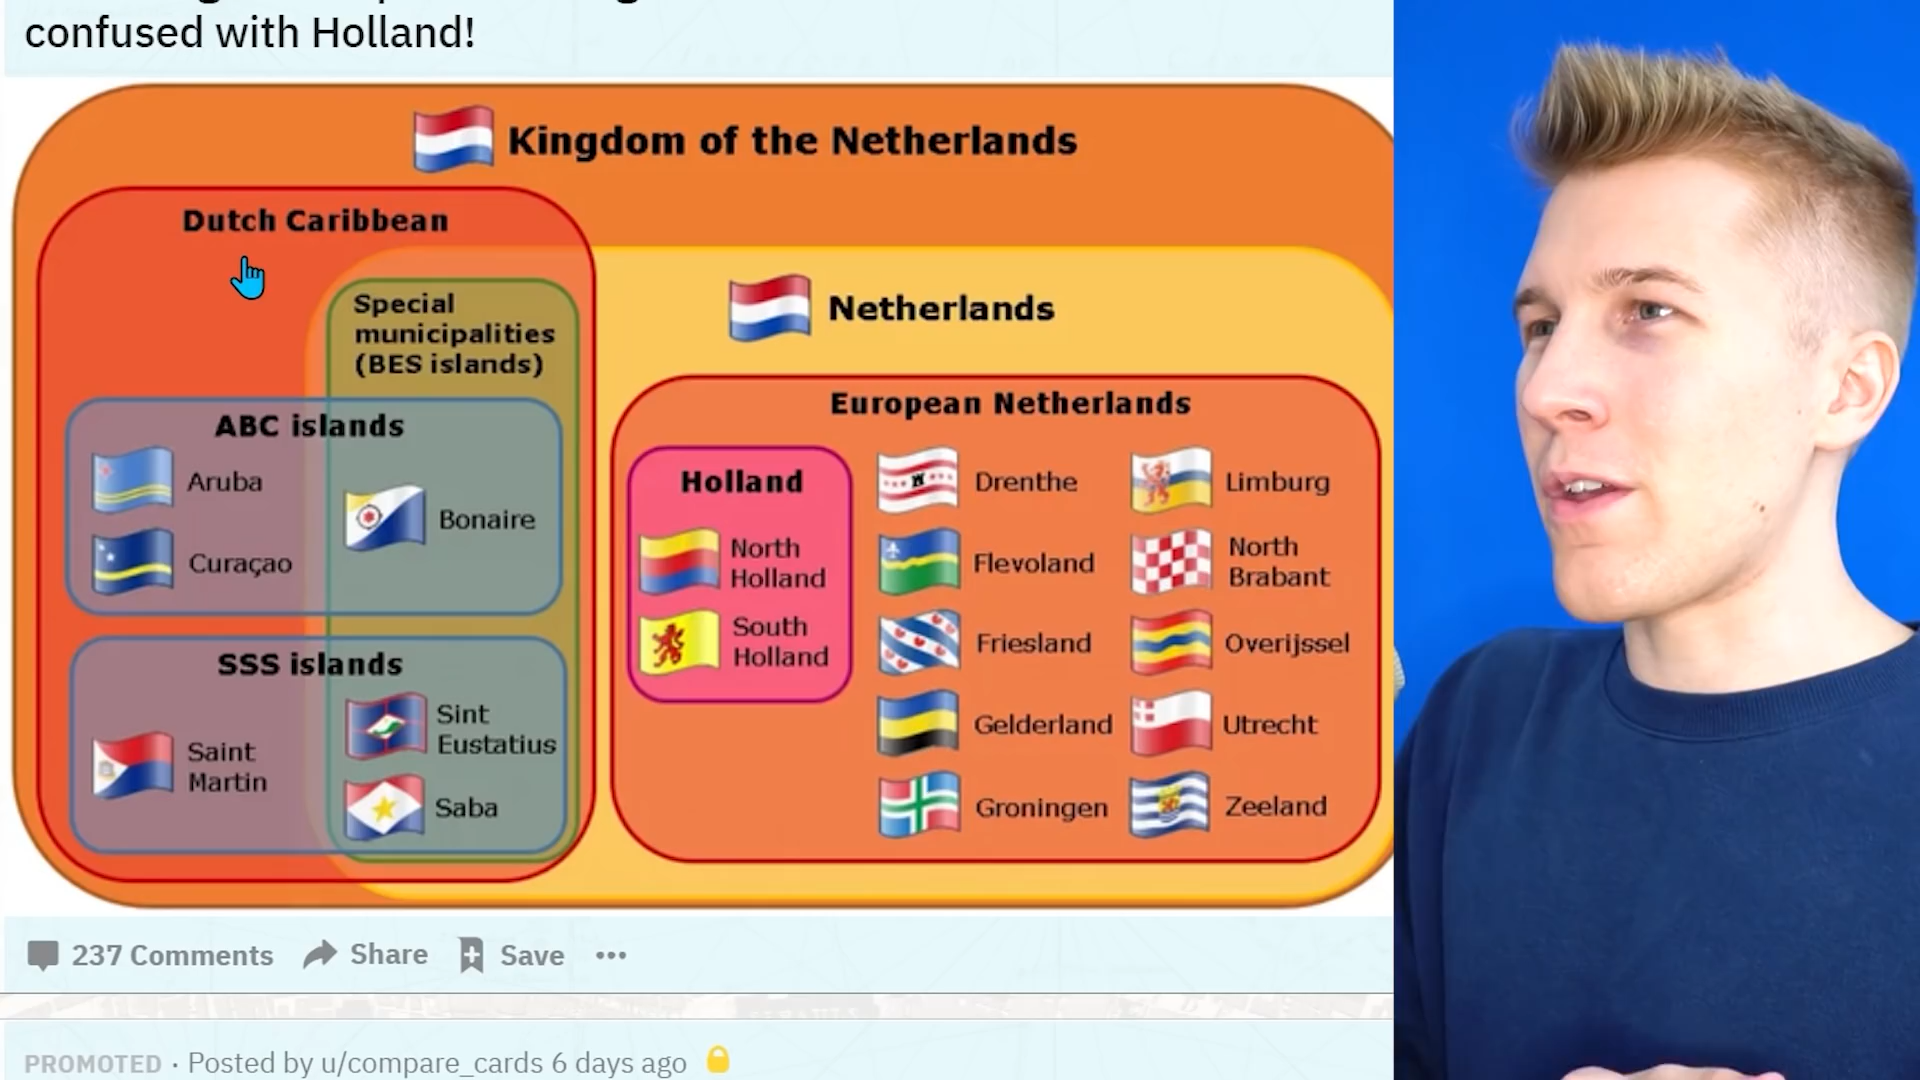 confused with Holland!
Kingdom of the Netherlands
Dutch Caribbean
Special
municipalities
(BES islands)
Netherlands
ABC islands
Aruba
Curaçao
Bonaire
SSS islands
Saint
Martin
Sint
Eustatius
Saba
European Netherlands
Holland
North
Holland
South
Holland
Drenthe
Flevoland
Friesland
Gelderland
Groningen
Limburg
North
Brabant
Overijssel
Utrecht
Zeeland
237 Comments
Share
Save
PROMOTED · Posted by u/compare_cards 6 days ago